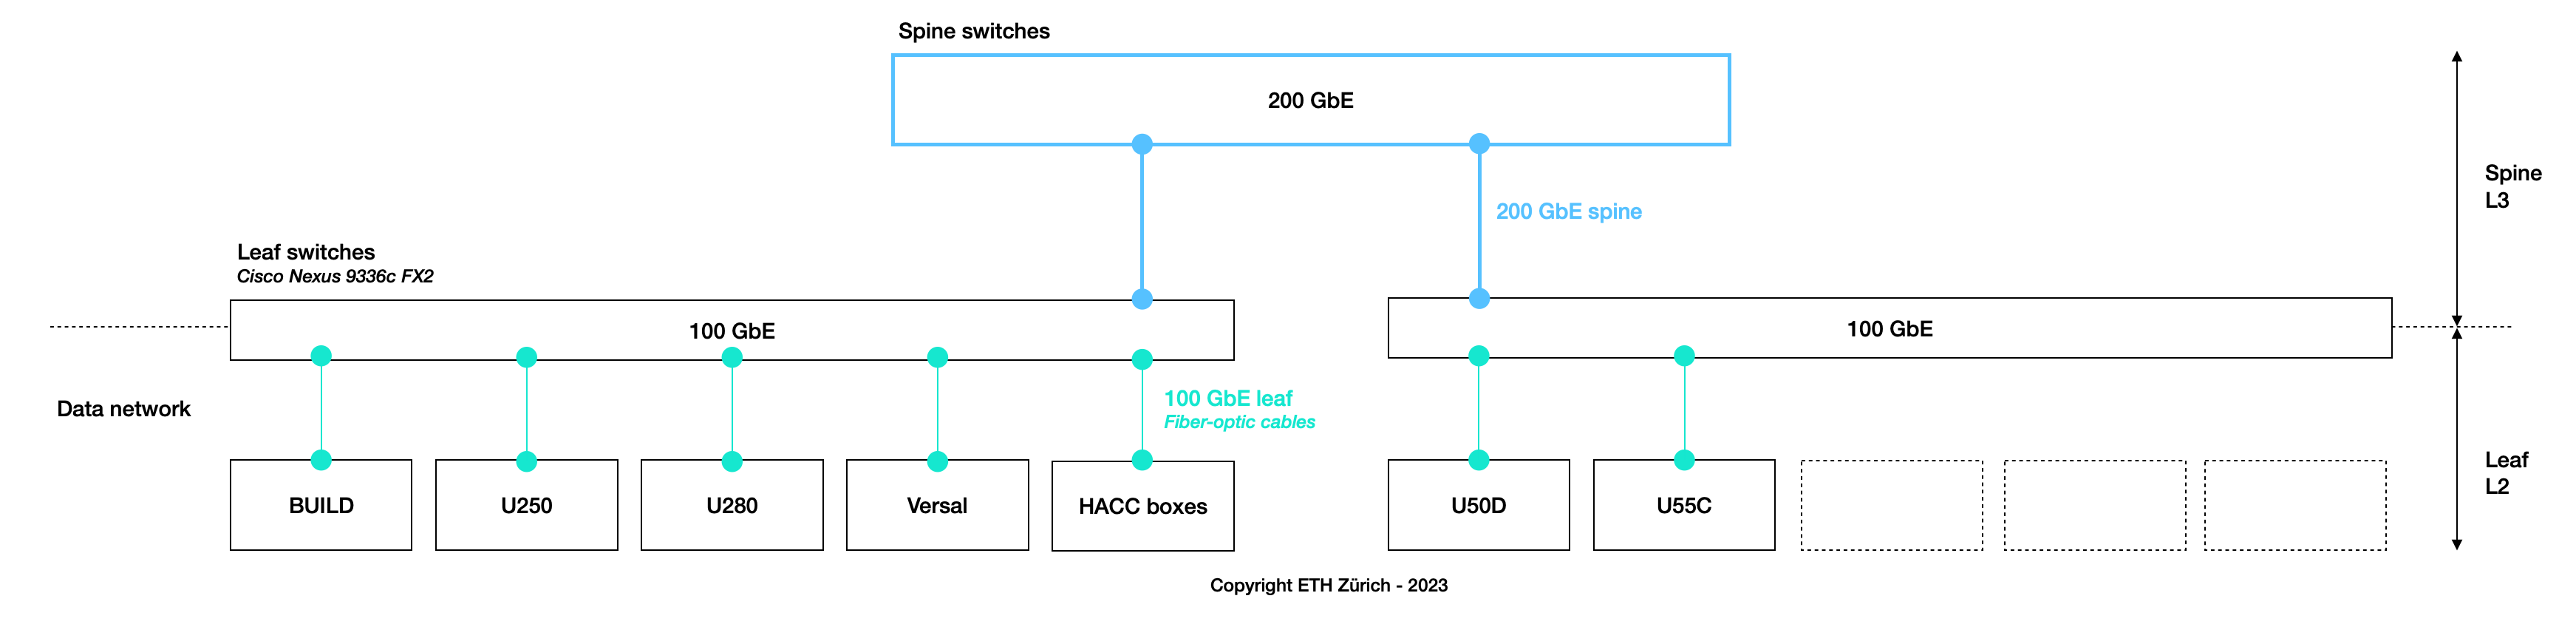 Spine switches
200 GbE
Spine
L3
200 GbE spine
Leaf switches
Cisco Nexus 9336c FX2
100 GbE
100 GbE
Data network
100 GbE leaf
Fiber-optic cables
Leaf
L2
BUILD
U250
U280
Versal
HACC boxes
U50D
U55C
Copyright ETH Zürich - 2023